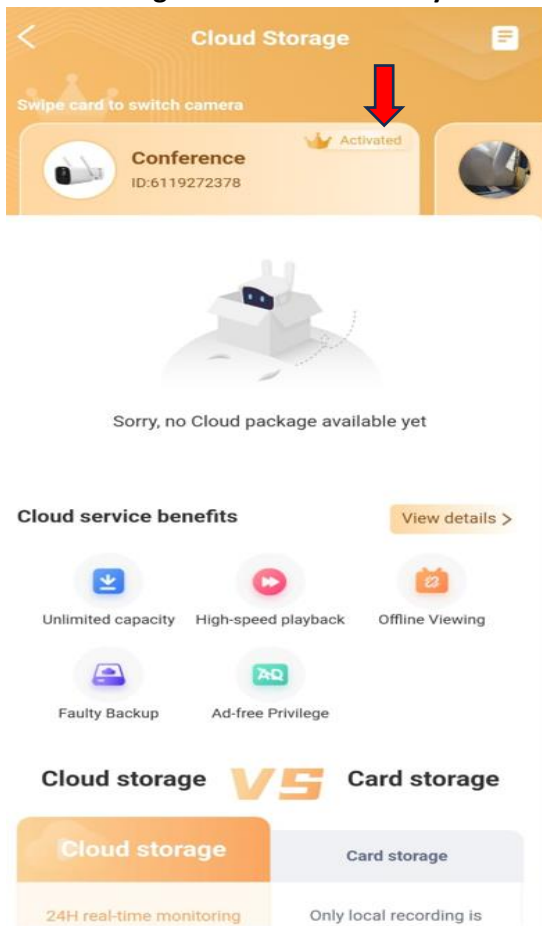 Cloud Storage
Swipe card to switch camera
Activated
Conference
ID:6119272378
Sorry, no Cloud package available yet
Cloud service benefits
View details >
Unlimited capacity High-speed playback Offline Viewing
Faulty Backup Ad-free Privilege
Cloud storage VS Card storage
Cloud storage Card storage
24H real-time monitoring Only local recording is